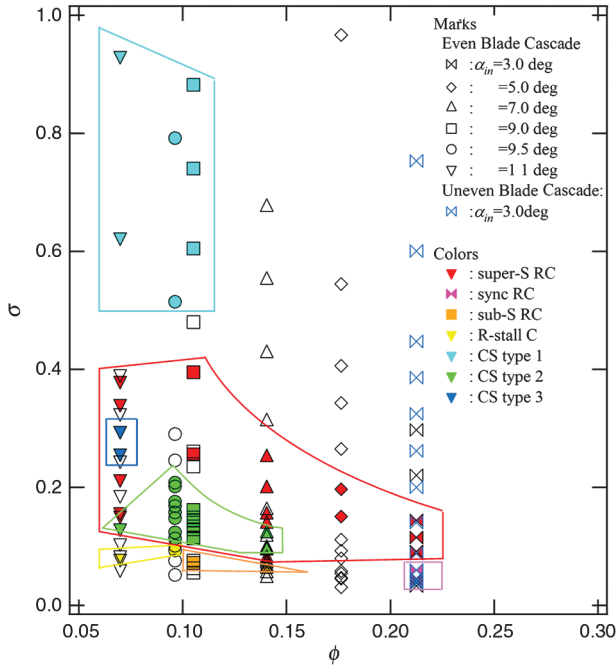 1.0
0.8
0.6
0.4
0.2
0.0
σ
0.05
0.10
0.15
0.20
0.25
0.30
ϕ
Marks
Even Blade Cascade
: α_in=3.0 deg
: =5.0 deg
: =7.0 deg
: =9.0 deg
: =9.5 deg
: =1 1 deg
Uneven Blade Cascade:
: α_in=3.0deg
Colors
: super-S RC
: sync RC
: sub-S RC
: R-stall C
: CS type 1
: CS type 2
: CS type 3